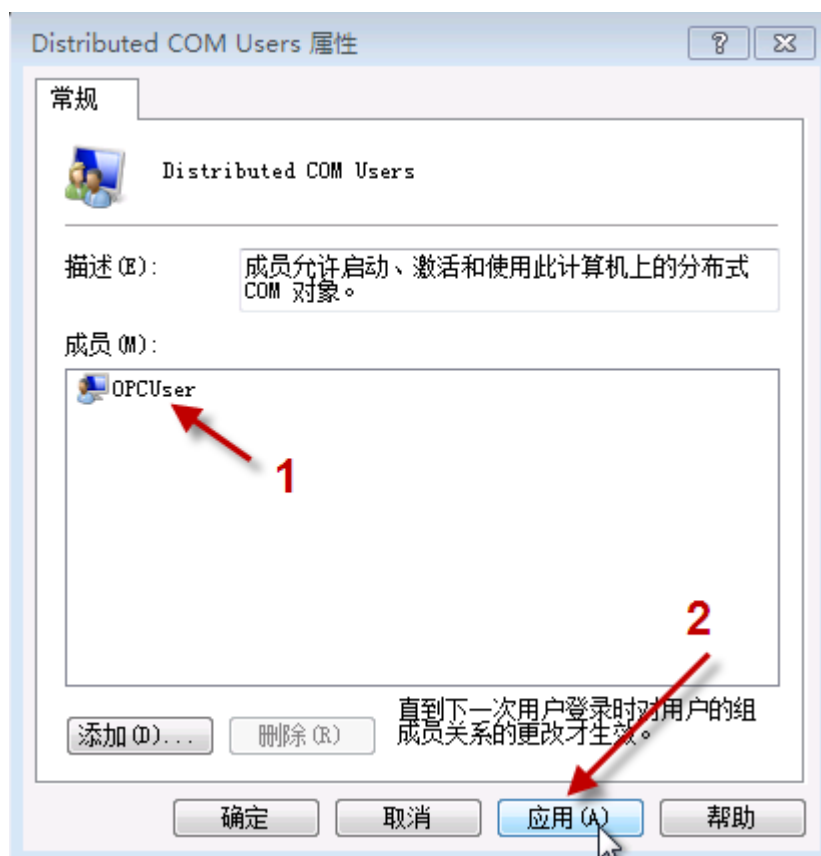 Distributed COM Users 属性
常规
Distributed COM Users
描述(E):
成员允许启动、激活和使用此计算机上的分布式
COM 对象。
成员(M):
OPCUser
1
2
直到下一次用户登录时对用户的组
成员关系的更改才生效。
添加(D)...
删除(R)
确定
取消
应用(A)
帮助